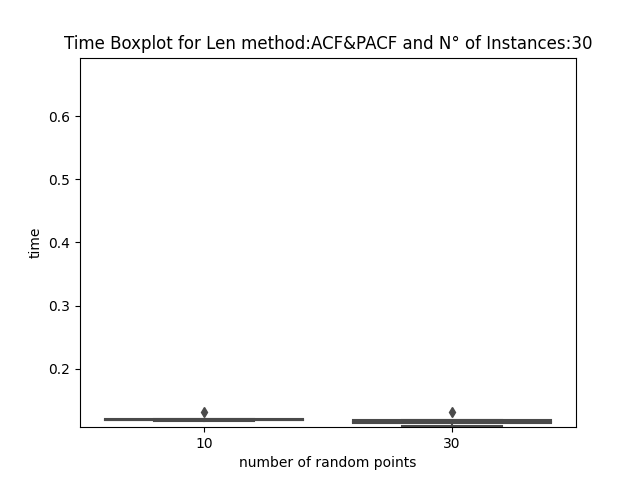 Time Boxplot for Len method:ACF&PACF and N° of Instances:30
0.6
0.5
0.4
0.3
0.2
time
10
30
number of random points